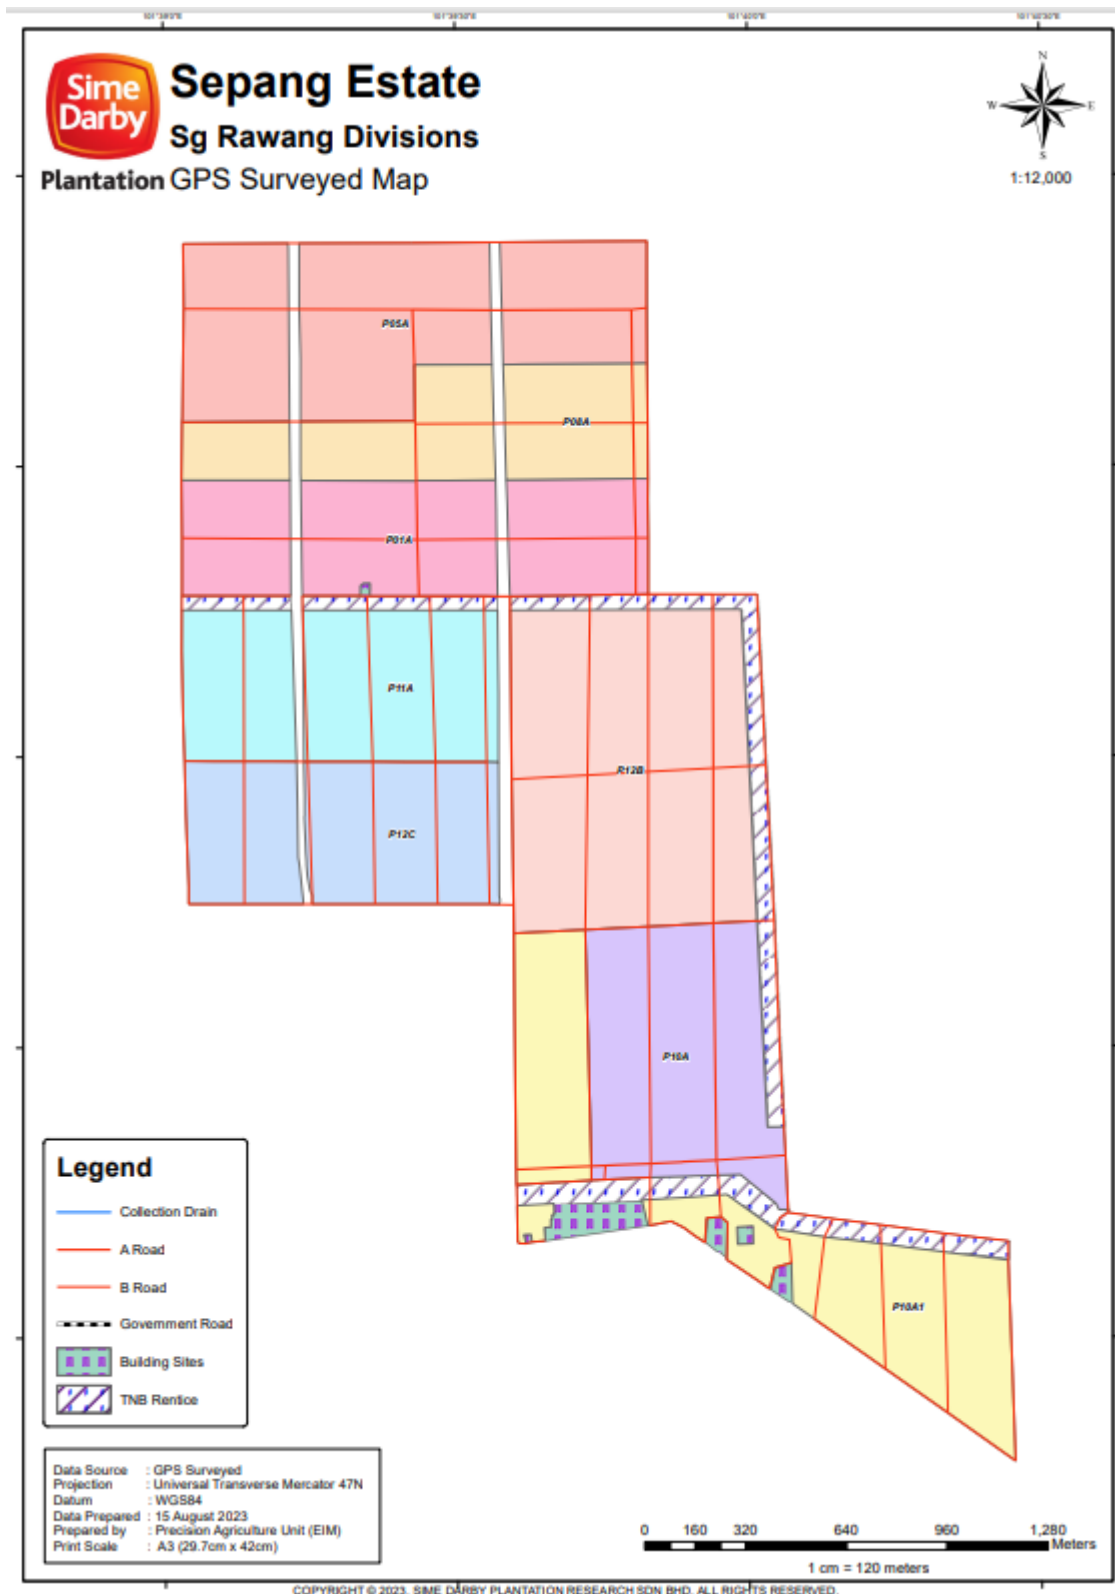 Sime
Darby
Plantation
Sepang Estate
Sg Rawang Divisions
GPS Surveyed Map
N
W
E
S
1:12,000
P05A
P08A
P01A
P11A
P12B
P12C
P10A
P10A1
Legend
Collection Drain
A Road
B Road
Government Road
Building Sites
TNB Rentice
Data Source : GPS Surveyed
Projection : Universal Transverse Mercator 47N
Datum : WGS84
Data Prepared : 15 August 2023
Prepared by : Precision Agriculture Unit (EIM)
Print Scale : A3 (29.7cm x 42cm)
0 160 320 640 960 1,280
Meters
1 cm = 120 meters
COPYRIGHT © 2023. SIME DARBY PLANTATION RESEARCH SDN BHD. ALL RIGHTS RESERVED.